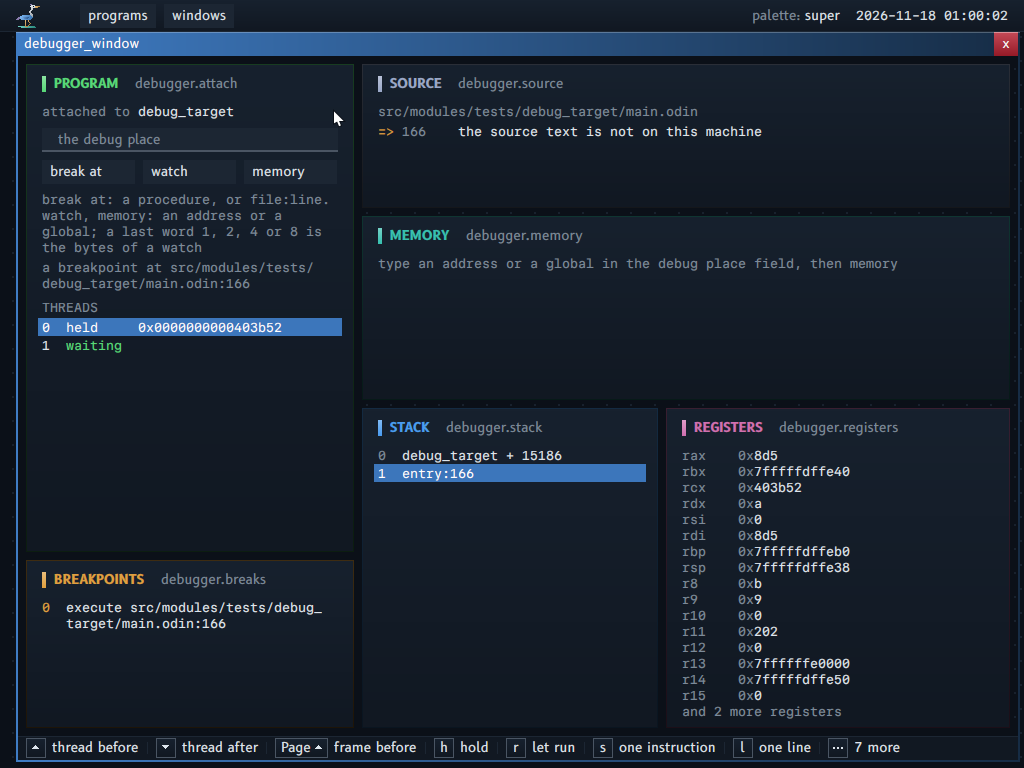 programs windows palette: super 2026-11-18 01:00:02
debugger_window x
PROGRAM debugger.attach
attached to debug_target
the debug place
break at watch memory
break at: a procedure, or file:line.
watch, memory: an address or a
global; a last word 1, 2, 4 or 8 is
the bytes of a watch
a breakpoint at src/modules/tests/
debug_target/main.odin:166
THREADS
0 held 0x0000000000403b52
1 waiting
BREAKPOINTS debugger.breaks
0 execute src/modules/tests/debug_
target/main.odin:166
SOURCE debugger.source
src/modules/tests/debug_target/main.odin
=> 166 the source text is not on this machine
MEMORY debugger.memory
type an address or a global in the debug place field, then memory
STACK debugger.stack
0 debug_target + 15186
1 entry:166
REGISTERS debugger.registers
rax 0x8d5
rbx 0x7fffffdffe40
rcx 0x403b52
rdx 0xa
rsi 0x0
rdi 0x8d5
rbp 0x7fffffdffeb0
rsp 0x7fffffdffe38
r8 0xb
r9 0x9
r10 0x0
r11 0x202
r12 0x0
r13 0x7ffffffe0000
r14 0x7fffffdffe50
r15 0x0
and 2 more registers
thread before thread after Page frame before h hold r let run s one instruction l one line ··· 7 more